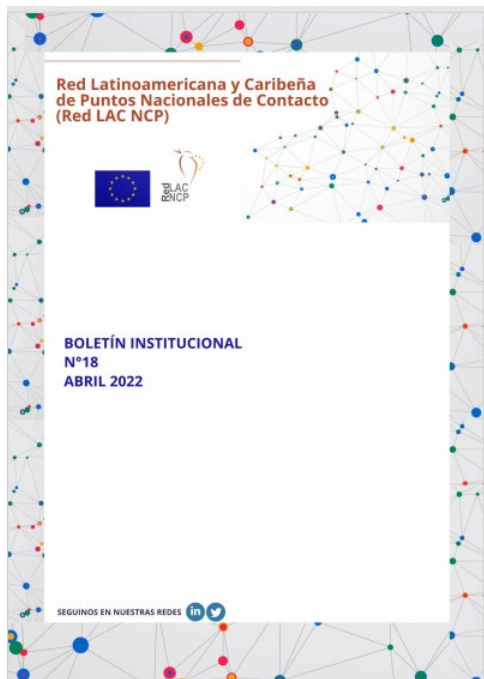 Red Latinoamericana y Caribeña
de Puntos Nacionales de Contacto
(Red LAC NCP)
Red LAC
NCP
BOLETÍN INSTITUCIONAL
N°18
ABRIL 2022
SEGUINOS EN NUESTRAS REDES in